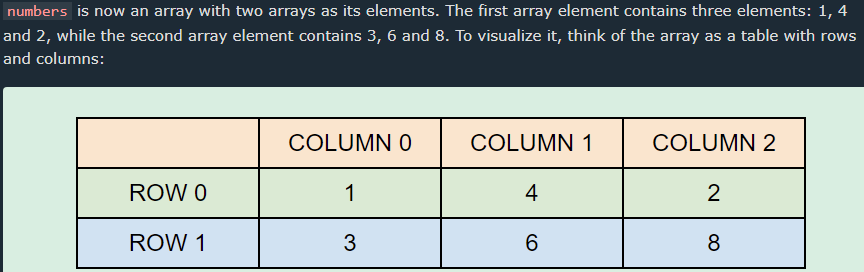 numbers is now an array with two arrays as its elements. The first array element contains three elements: 1, 4
and 2, while the second array element contains 3, 6 and 8. To visualize it, think of the array as a table with rows
and columns:
COLUMN 0 COLUMN 1 COLUMN 2
ROW 0 1 4 2
ROW 1 3 6 8